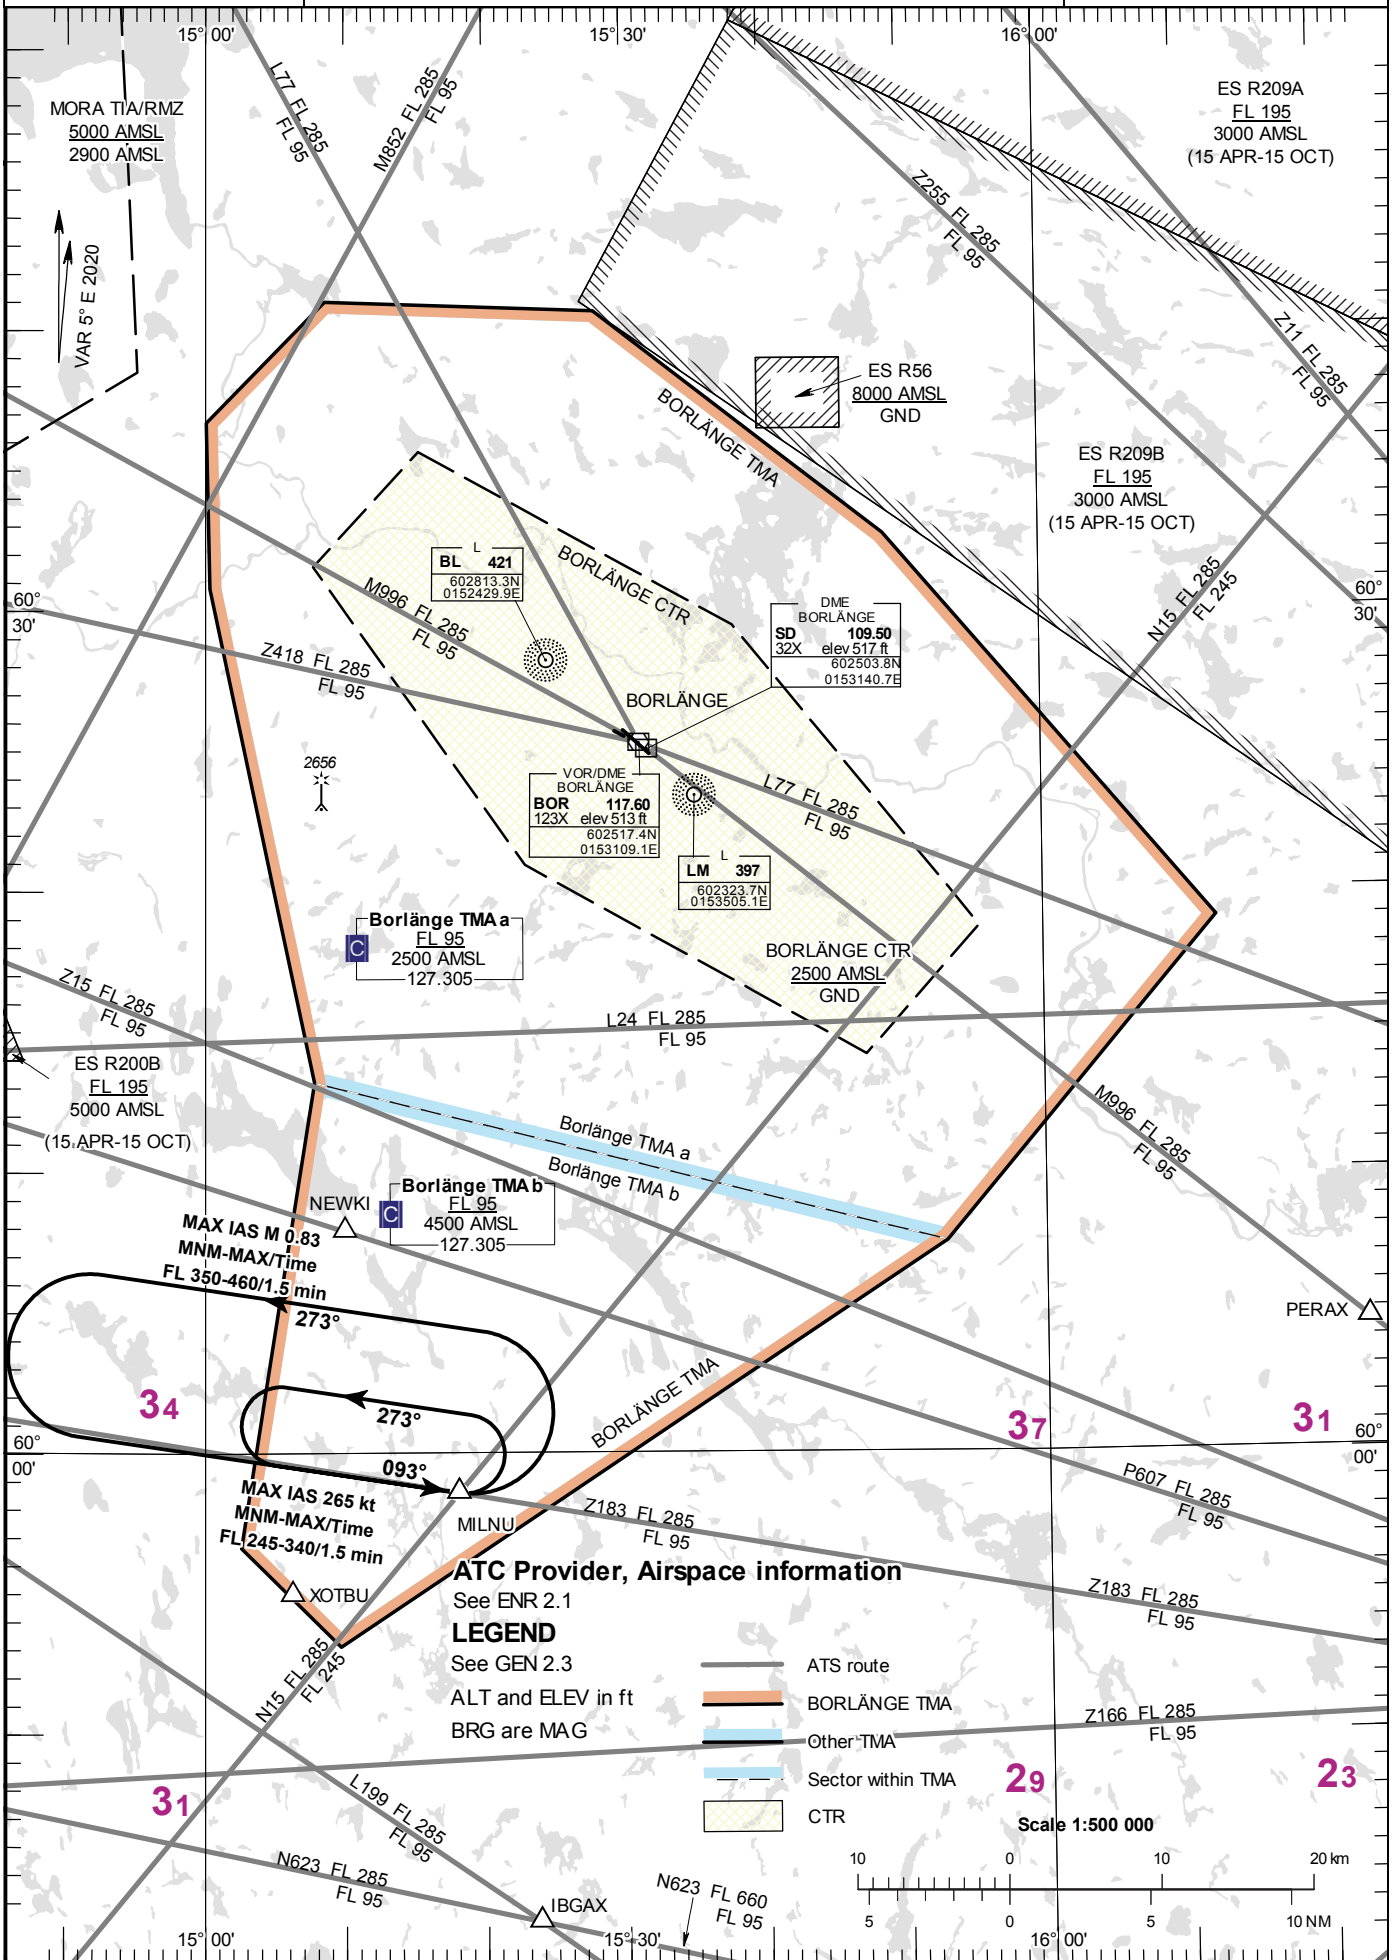 15° 00'
15° 30'
16° 00'
L77 FL 285
FL 95
M852 FL 285
FL 95
MORA TIA/RMZ
5000 AMSL
2900 AMSL
ES R209A
FL 195
3000 AMSL
(15 APR-15 OCT)
Z255 FL 285
FL 95
VAR 5° E 2020
Z11 FL 285
FL 95
ES R56
8000 AMSL
GND
BORLÄNGE TMA
ES R209B
FL 195
3000 AMSL
(15 APR-15 OCT)
L
BL 421
602813.3N
0152429.9E
BORLÄNGE CTR
M996 FL 285
FL 95
N15 FL 285
FL 245
60°
30'
60°
30'
DME
BORLÄNGE
SD 109.50
32X elev 517 ft
602503.8N
0153140.7E
Z418 FL 285
FL 95
BORLÄNGE
2656
VOR/DME
BORLÄNGE
BOR 117.60
123X elev 513 ft
602517.4N
0153109.1E
L77 FL 285
FL 95
L
LM 397
602323.7N
0153505.1E
Borlänge TMA a
C
FL 95
2500 AMSL
127.305
BORLÄNGE CTR
2500 AMSL
GND
Z15 FL 285
FL 95
L24 FL 285
FL 95
ES R200B
FL 195
5000 AMSL
(15 APR-15 OCT)
M996 FL 285
FL 95
Borlänge TMA a
Borlänge TMA b
Borlänge TMA b
C
FL 95
4500 AMSL
127.305
NEWKI
MAX IAS M 0.83
MNM-MAX/Time
FL 350-460/1.5 min
273°
PERAX
34
273°
BORLÄNGE TMA
37
31
60°
00'
60°
00'
093°
MAX IAS 265 kt
MNM-MAX/Time
FL 245-340/1.5 min
P607 FL 285
FL 95
MILNU
Z183 FL 285
FL 95
XOTBU
Z183 FL 285
FL 95
ATC Provider, Airspace information
See ENR 2.1
LEGEND
See GEN 2.3
ALT and ELEV in ft
BRG are MAG
ATS route
BORLÄNGE TMA
Other TMA
Sector within TMA
CTR
N15 FL 285
FL 245
Z166 FL 285
FL 95
31
29
23
L199 FL 285
FL 95
Scale 1:500 000
10 0 10 20 km
5 0 5 10 NM
N623 FL 285
FL 95
N623 FL 660
FL 95
IBGAX
15° 00'
15° 30'
16° 00'